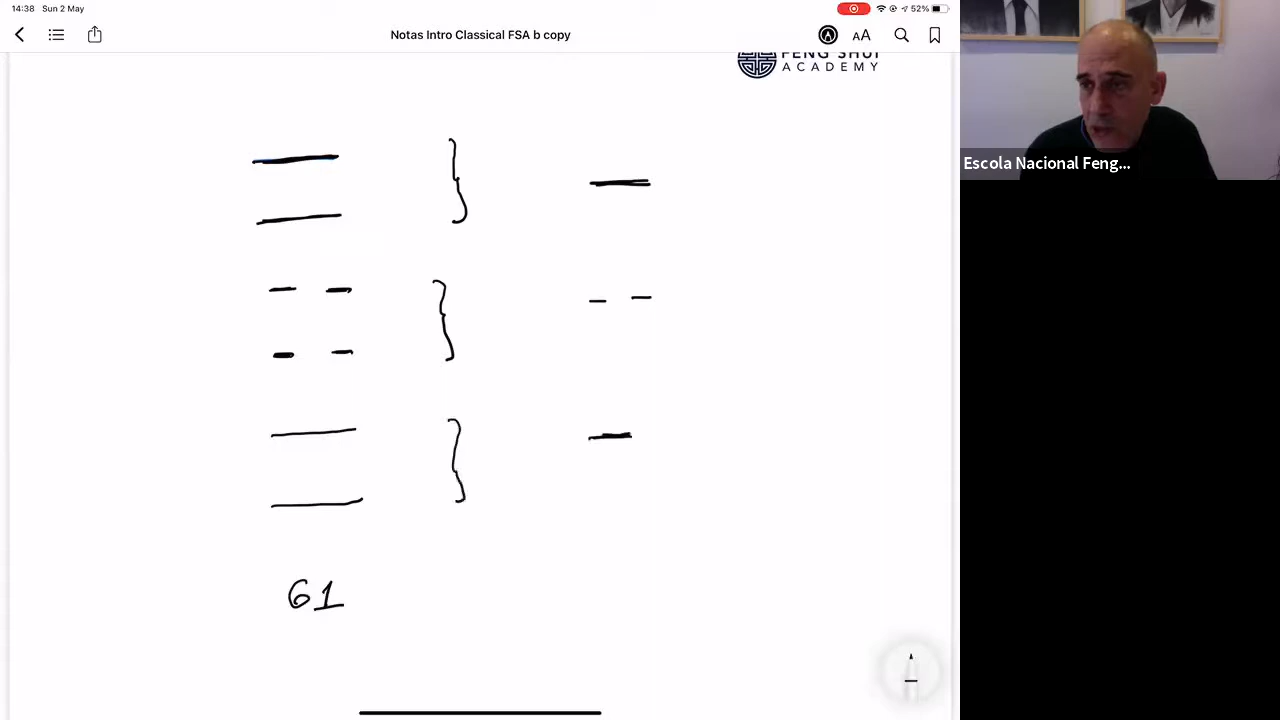 14:38 Sun 2 May
52%
Notas Intro Classical FSA b copy
AA
FENG SHUI
ACADEMY
61
Escola Nacional Feng...